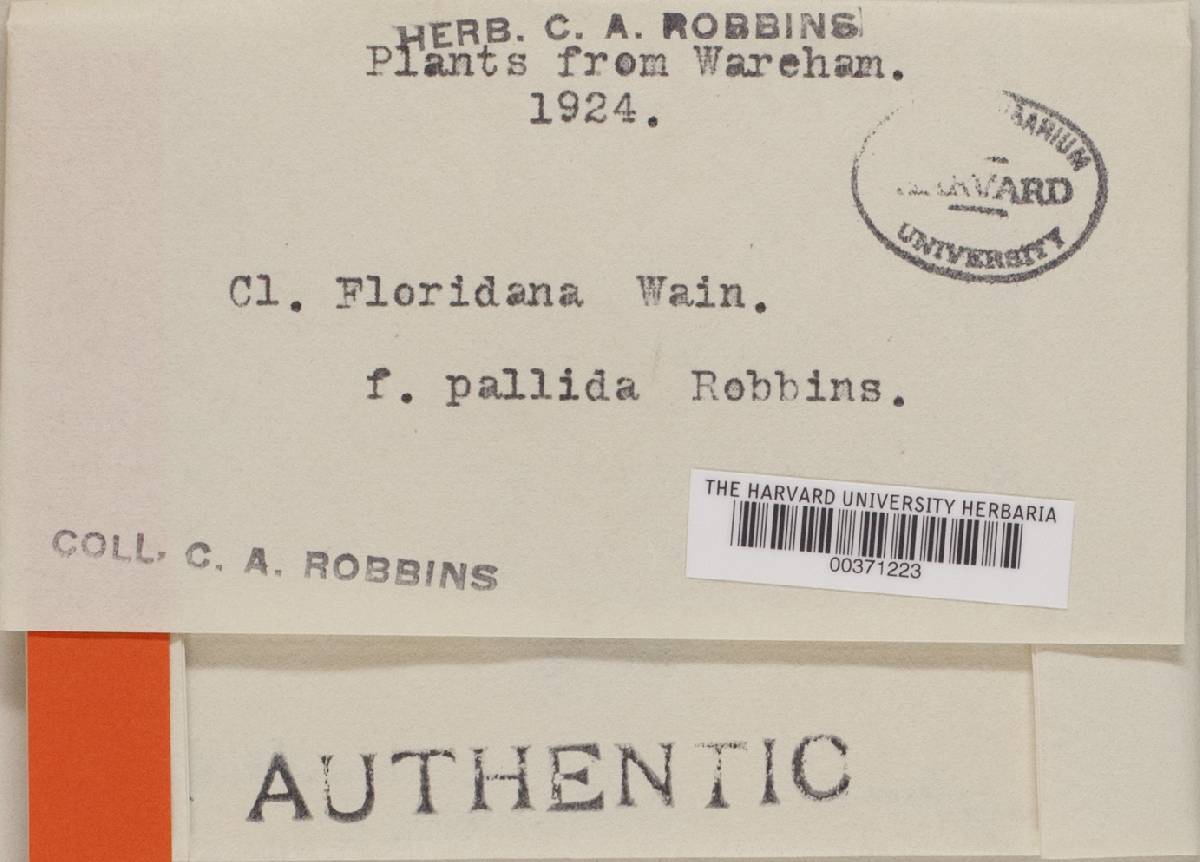 HERB. C. A. ROBBINS
Plants from Wareham.
1924.
HARVARD
UNIVERSITY
Cl. Floridana Wain.
f. pallida Robbins.
THE HARVARD UNIVERSITY HERBARIA
00371223
COLL. C. A. ROBBINS
AUTHENTIC